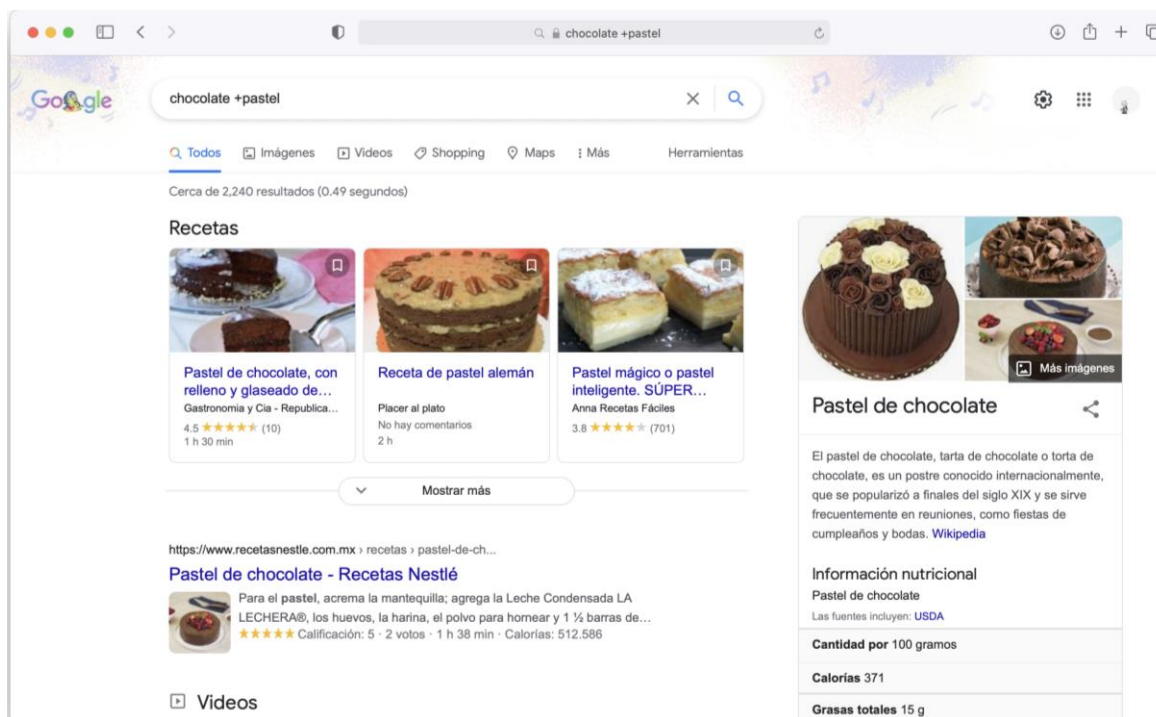 chocolate +pastel
Google
chocolate +pastel
Todos Imágenes Videos Shopping Maps Más Herramientas
Cerca de 2,240 resultados (0.49 segundos)
Recetas
Pastel de chocolate, con
relleno y glaseado de…
Gastronomia y Cia - Republica...
4.5 (10)
1 h 30 min
Receta de pastel alemán
Placer al plato
No hay comentarios
2 h
Pastel mágico o pastel
inteligente. SÚPER…
Anna Recetas Fáciles
3.8 (701)
Mostrar más
https://www.recetasnestle.com.mx › recetas › pastel-de-ch...
Pastel de chocolate - Recetas Nestlé
Para el pastel, acrema la mantequilla; agrega la Leche Condensada LA
LECHERA®, los huevos, la harina, el polvo para hornear y 1 ½ barras de...
Calificación: 5 · 2 votos · 1 h 38 min · Calorías: 512.586
Videos
Más imágenes
Pastel de chocolate
El pastel de chocolate, tarta de chocolate o torta de
chocolate, es un postre conocido internacionalmente,
que se popularizó a finales del siglo XIX y se sirve
frecuentemente en reuniones, como fiestas de
cumpleaños y bodas. Wikipedia
Información nutricional
Pastel de chocolate
Las fuentes incluyen: USDA
Cantidad por 100 gramos
Calorías 371
Grasas totales 15 g